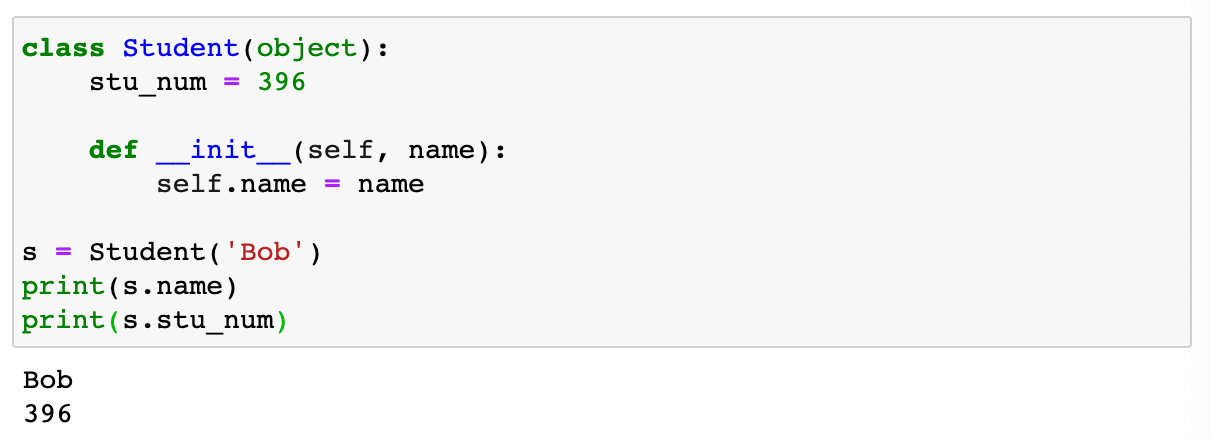 class Student(object):
    stu_num = 396

    def __init__(self, name):
        self.name = name

s = Student('Bob')
print(s.name)
print(s.stu_num)
Bob
396